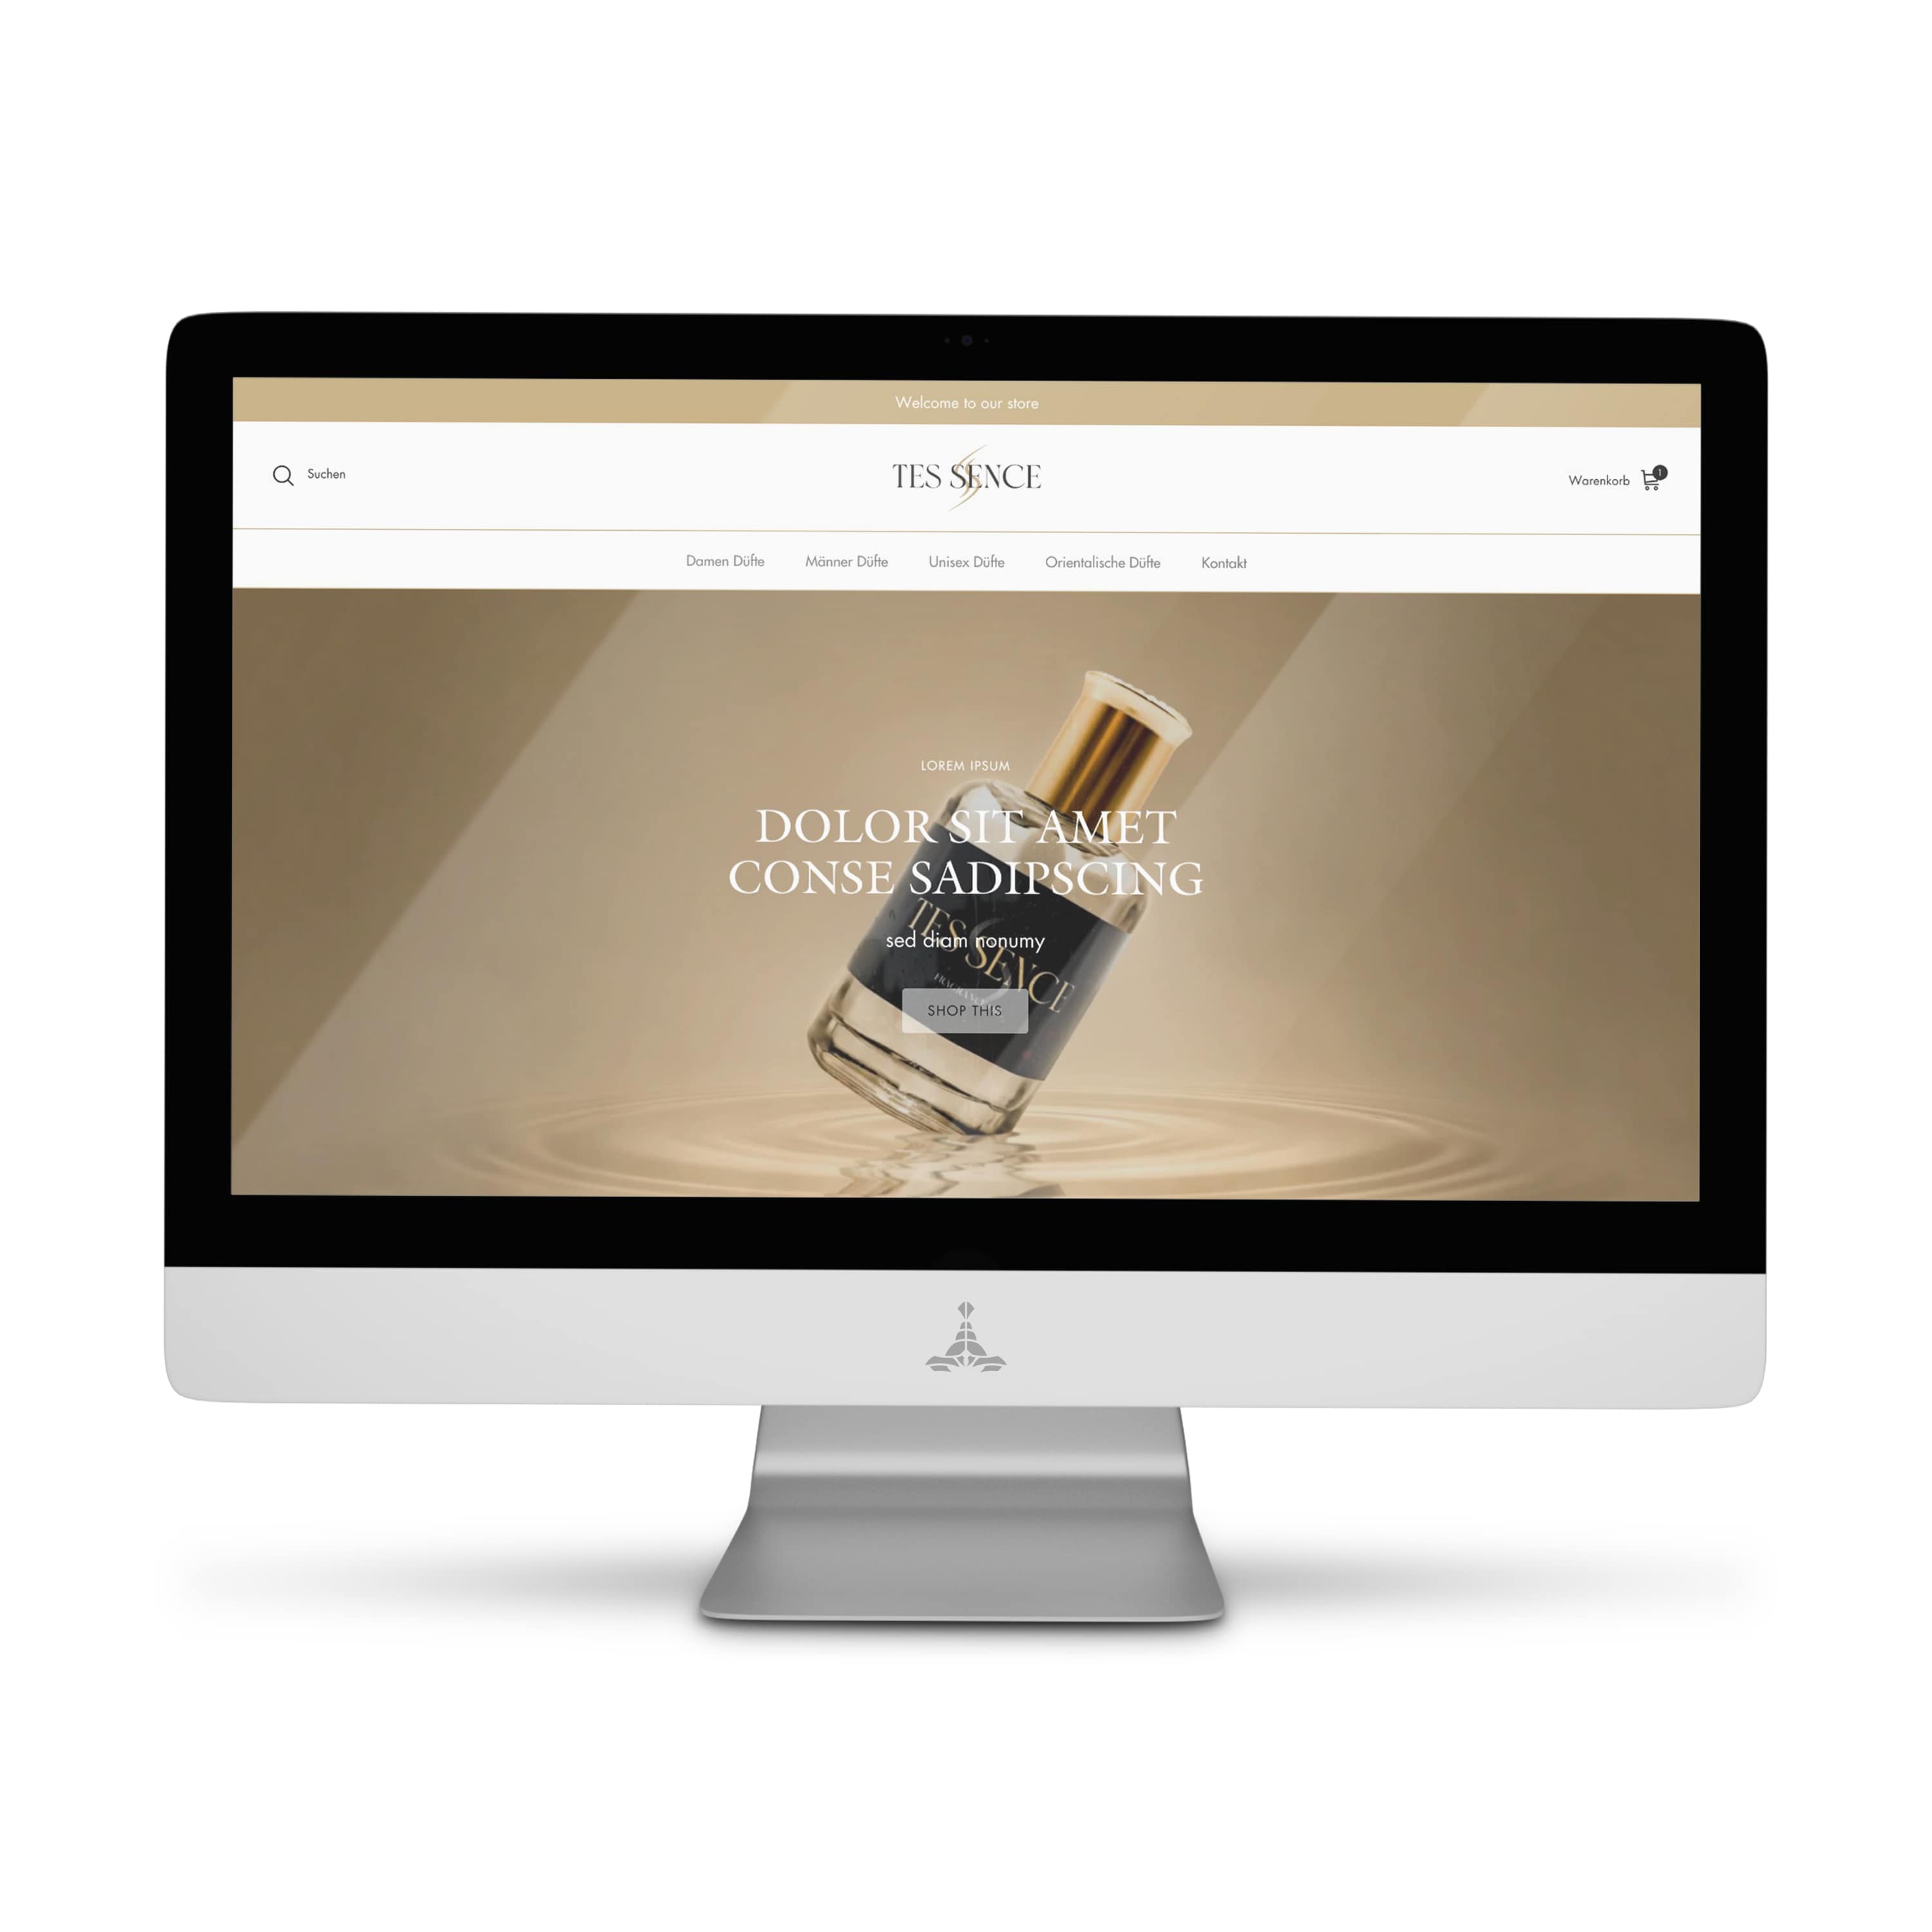 Welcome to our store
Suchen
TES SENCE
Warenkorb
1
Damen Düfte
Männer Düfte
Unisex Düfte
Orientalische Düfte
Kontakt
LOREM IPSUM
DOLOR SIT AMET
CONSE SADIPSCING
TES SENCE
sed diam nonumy
SHOP THIS